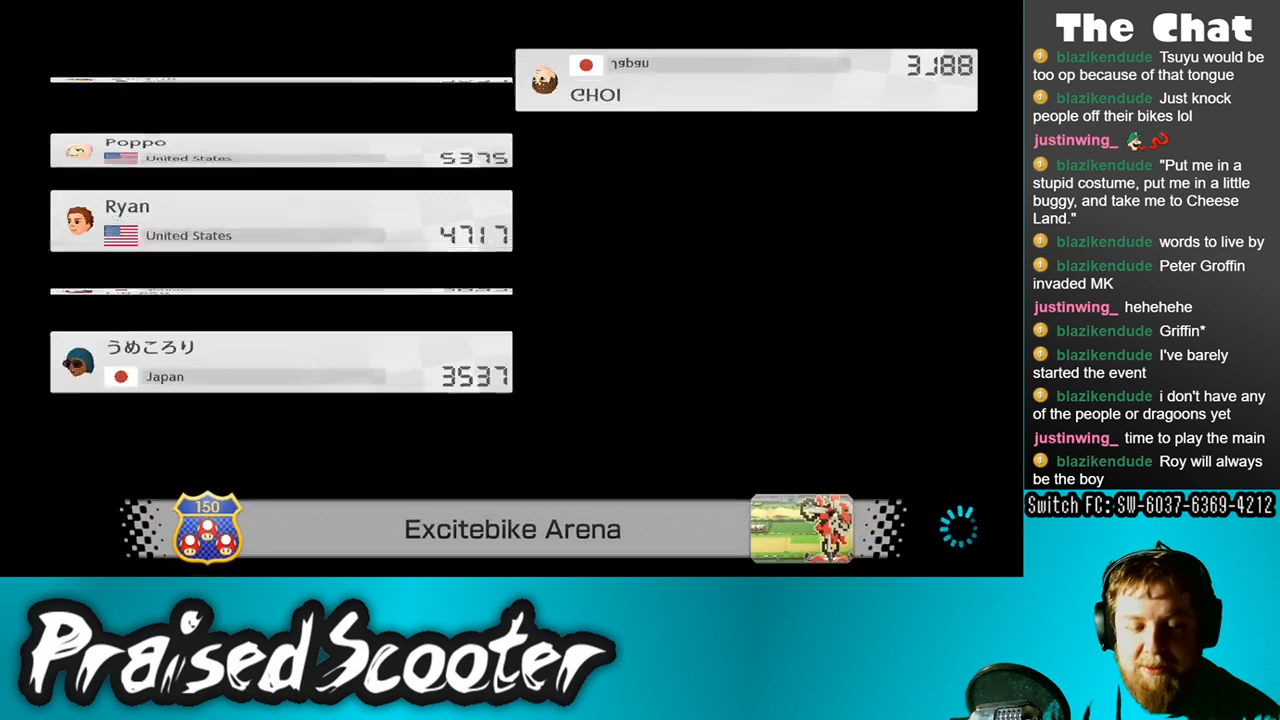 Japan 3188
CHOI
Poppo
United States 5375
Ryan
United States 4717
うめころり
Japan 3537
150
Excitebike Arena
PraisedScooter
The Chat
blazikendude Tsuyu would be
too op because of that tongue
blazikendude Just knock
people off their bikes lol
justinwing_
blazikendude "Put me in a
stupid costume, put me in a little
buggy, and take me to Cheese
Land."
blazikendude words to live by
blazikendude Peter Groffin
invaded MK
justinwing_ hehehehe
blazikendude Griffin*
blazikendude I've barely
started the event
blazikendude i don't have any
of the people or dragoons yet
justinwing_ time to play the main
blazikendude Roy will always
be the boy
Switch FC: SW-6037-6369-4212